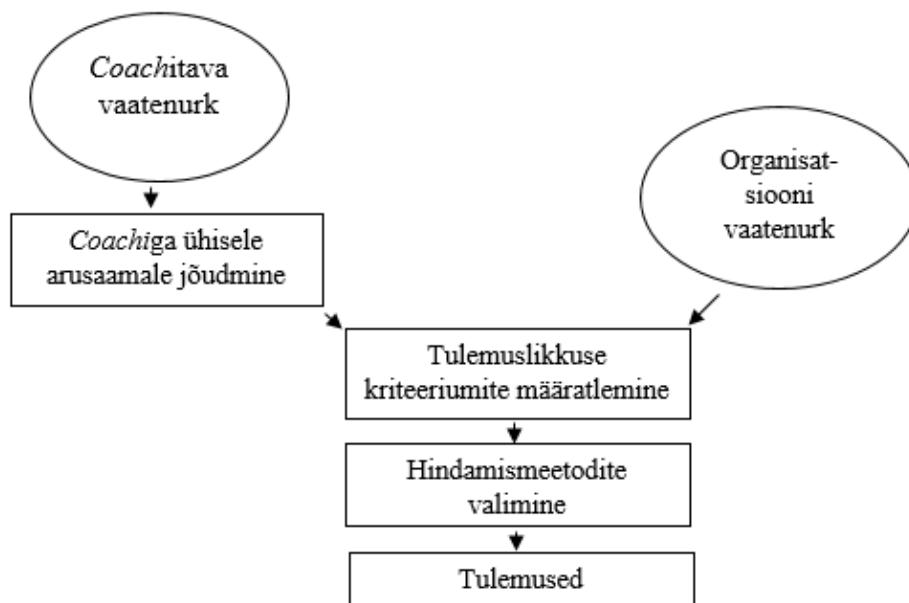 Coachitava
vaatenurk
Organisat-
siooni
vaatenurk
Coachiga ühisele
arusaamale jõudmine
Tulemuslikkuse
kriteeriumite määratlemine
Hindamismeetodite
valimine
Tulemused